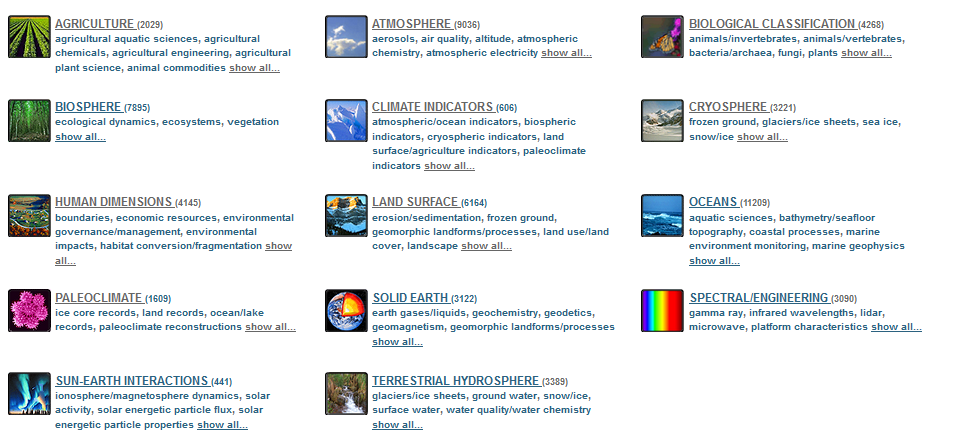 AGRICULTURE (2029)
agricultural aquatic sciences, agricultural
chemicals, agricultural engineering, agricultural
plant science, animal commodities show all...
ATMOSPHERE (9036)
aerosols, air quality, altitude, atmospheric
chemistry, atmospheric electricity show all...
BIOLOGICAL CLASSIFICATION (4268)
animals/invertebrates, animals/vertebrates,
bacteria/archaea, fungi, plants show all...
BIOSPHERE (7895)
ecological dynamics, ecosystems, vegetation
show all...
CLIMATE INDICATORS (606)
atmospheric/ocean indicators, biospheric
indicators, cryospheric indicators, land
surface/agriculture indicators, paleoclimate
indicators show all...
CRYOSPHERE (3221)
frozen ground, glaciers/ice sheets, sea ice,
snow/ice show all...
HUMAN DIMENSIONS (4145)
boundaries, economic resources, environmental
governance/management, environmental
impacts, habitat conversion/fragmentation show
all...
LAND SURFACE (6164)
erosion/sedimentation, frozen ground,
geomorphic landforms/processes, land use/land
cover, landscape show all...
OCEANS (11209)
aquatic sciences, bathymetry/seafloor
topography, coastal processes, marine
environment monitoring, marine geophysics
show all...
PALEOCLIMATE (1609)
ice core records, land records, ocean/lake
records, paleoclimate reconstructions show all...
SOLID EARTH (3122)
earth gases/liquids, geochemistry, geodetics,
geomagnetism, geomorphic landforms/processes
show all...
SPECTRAL/ENGINEERING (3090)
gamma ray, infrared wavelengths, lidar,
microwave, platform characteristics show all...
SUN-EARTH INTERACTIONS (441)
ionosphere/magnetosphere dynamics, solar
activity, solar energetic particle flux, solar
energetic particle properties show all...
TERRESTRIAL HYDROSPHERE (3389)
glaciers/ice sheets, ground water, snow/ice,
surface water, water quality/water chemistry
show all...